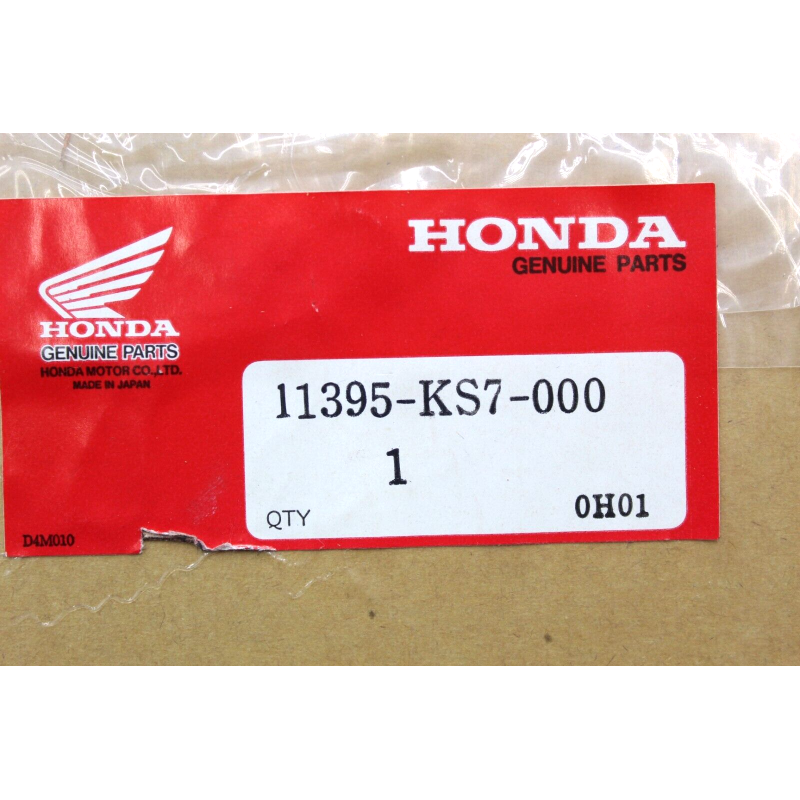 HONDA
GENUINE PARTS
HONDA
GENUINE PARTS
HONDA MOTOR CO.,LTD.
MADE IN JAPAN
11395-KS7-000
1
QTY
0H01
D4M010